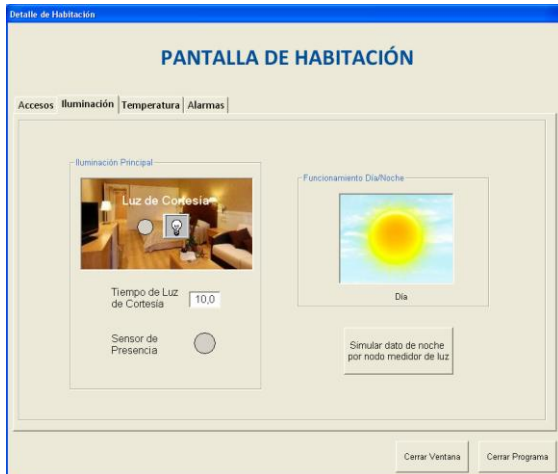 Detalle de Habitación
PANTALLA DE HABITACIÓN
Accesos Iluminación Temperatura Alarmas
Iluminación Principal
Luz de Cortesía
Tiempo de Luz
de Cortesía
10,0
Sensor de
Presencia
Funcionamiento Día/Noche
Día
Simular dato de noche
por nodo medidor de luz
Cerrar Ventana
Cerrar Programa